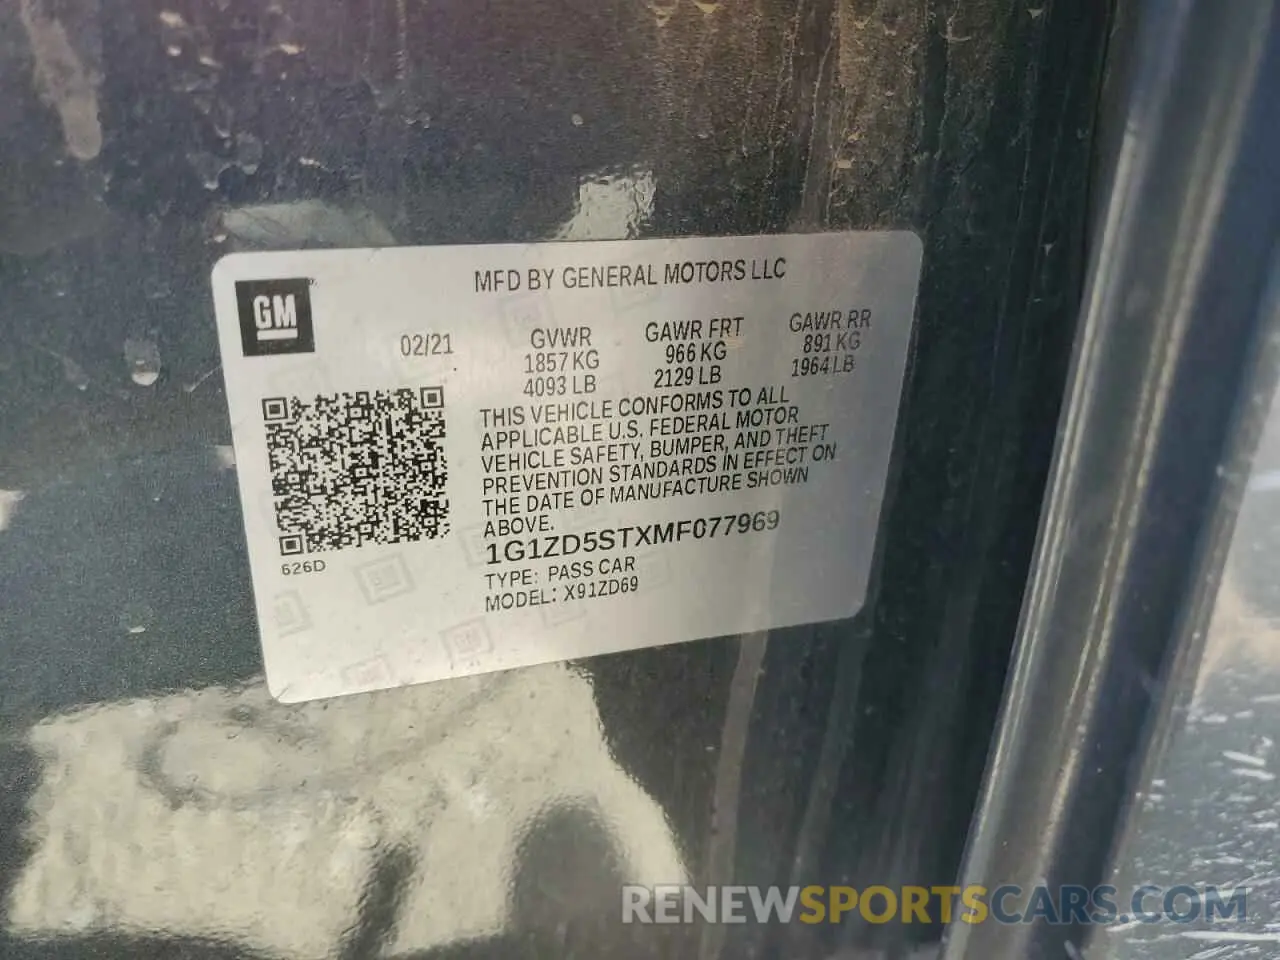 MFD BY GENERAL MOTORS LLC
GM
02/21
GVWR
1857 KG
4093 LB
GAWR FRT
966 KG
2129 LB
GAWR RR
891 KG
1964 LB
THIS VEHICLE CONFORMS TO ALL
APPLICABLE U.S. FEDERAL MOTOR
VEHICLE SAFETY, BUMPER, AND THEFT
PREVENTION STANDARDS IN EFFECT ON
THE DATE OF MANUFACTURE SHOWN
ABOVE.
626D
1G1ZD5STXMF077969
TYPE: PASS CAR
MODEL: X91ZD69
RENEWSPORTSCARS.COM